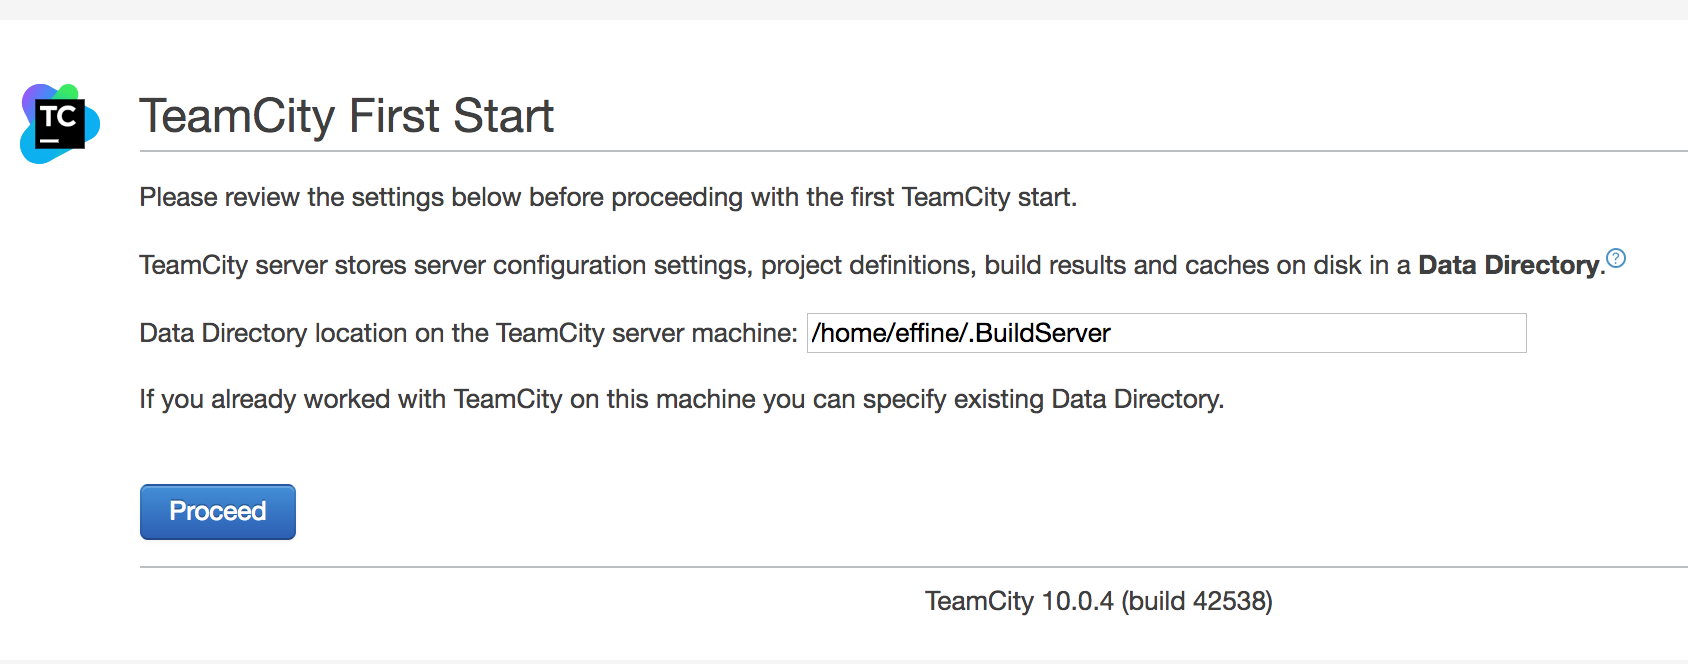 TC
TeamCity First Start
Please review the settings below before proceeding with the first TeamCity start.
TeamCity server stores server configuration settings, project definitions, build results and caches on disk in a Data Directory.?
Data Directory location on the TeamCity server machine: /home/effine/.BuildServer
If you already worked with TeamCity on this machine you can specify existing Data Directory.
Proceed
TeamCity 10.0.4 (build 42538)